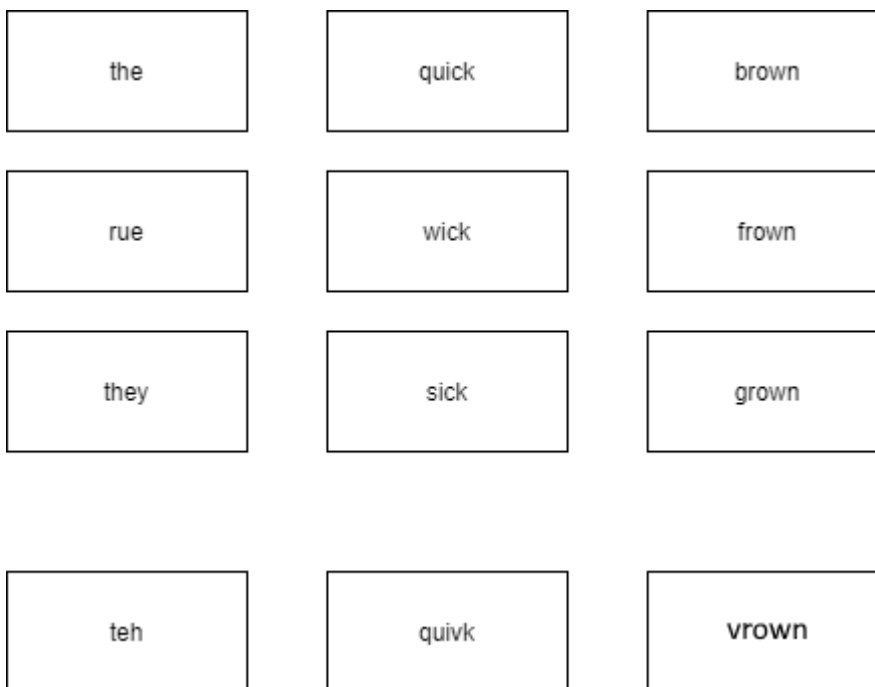 the quick brown
rue wick frown
they sick grown
teh quivk vrown